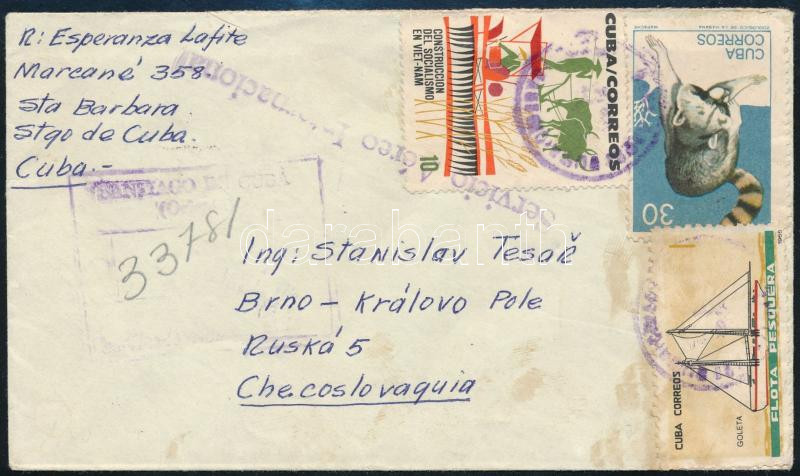 R: Esperanza Lafite
Marcané 358
Sta Barbara
Stgo de Cuba.
Cuba.-
Servicio Aéreo Internacional
SANTIAGO DE CUBA
33781
Ing: Stanislav Tesař
Brno - Královo Pole
Ruská 5
Checoslovaquia
CONSTRUCCION
DEL SOCIALISMO
EN VIET-NAM
CUBA/CORREOS
10
CUBA
CORREOS
30
CUBA CORREOS
GOLETA
FLOTA PESQUERA
1965
darabanth